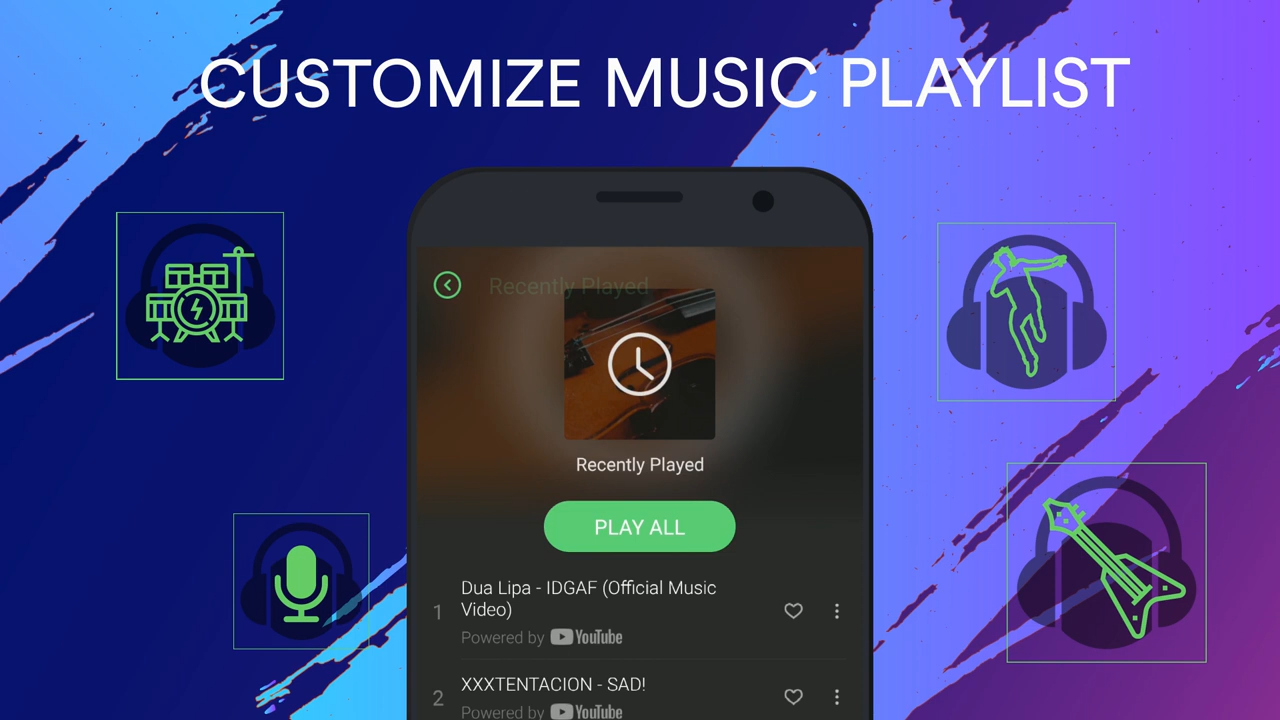 CUSTOMIZE MUSIC PLAYLIST
Recently Played
Recently Played
PLAY ALL
1
Dua Lipa - IDGAF (Official Music
Video)
Powered by YouTube
2
XXXTENTACION - SAD!
Powered by YouTube